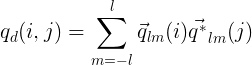 $q_d(i,j) = \sum_{m=-l}^{l} \vec{q}_{lm}(i) \vec{q^*}_{lm}(j)$